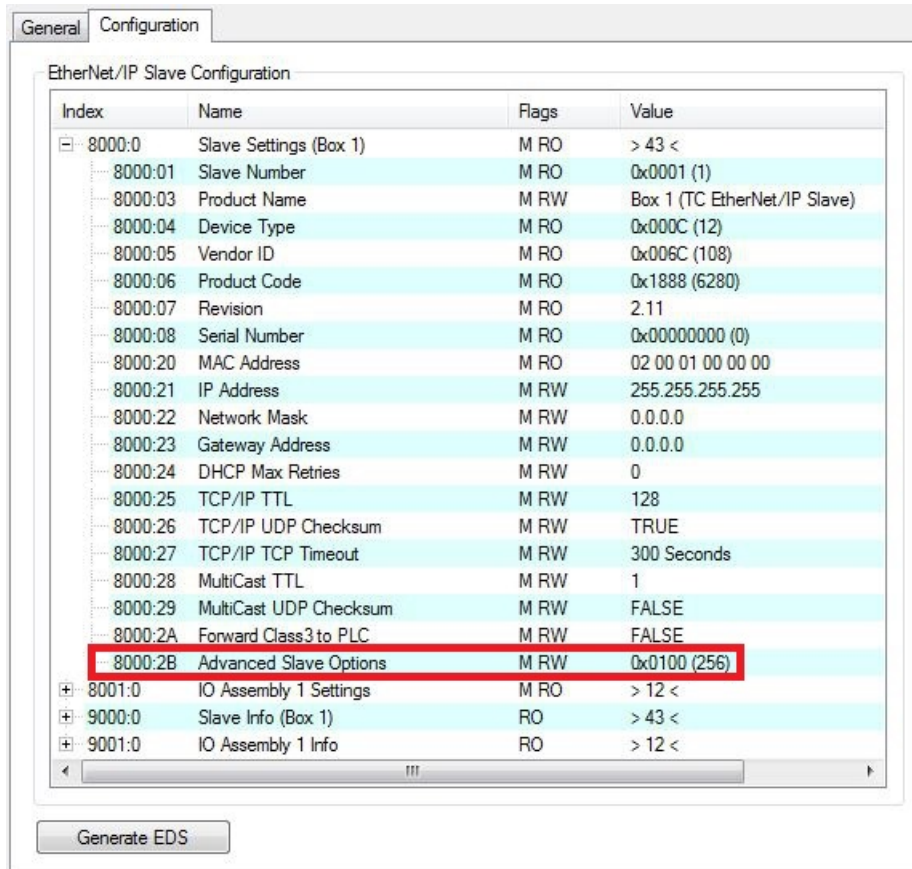 General Configuration
EtherNet/IP Slave Configuration
Index Name Flags Value
8000:0 Slave Settings (Box 1) M RO > 43 <
8000:01 Slave Number M RO 0x0001 (1)
8000:03 Product Name M RW Box 1 (TC EtherNet/IP Slave)
8000:04 Device Type M RO 0x000C (12)
8000:05 Vendor ID M RO 0x006C (108)
8000:06 Product Code M RO 0x1888 (6280)
8000:07 Revision M RO 2.11
8000:08 Serial Number M RO 0x00000000 (0)
8000:20 MAC Address M RO 02 00 01 00 00 00
8000:21 IP Address M RW 255.255.255.255
8000:22 Network Mask M RW 0.0.0.0
8000:23 Gateway Address M RW 0.0.0.0
8000:24 DHCP Max Retries M RW 0
8000:25 TCP/IP TTL M RW 128
8000:26 TCP/IP UDP Checksum M RW TRUE
8000:27 TCP/IP TCP Timeout M RW 300 Seconds
8000:28 MultiCast TTL M RW 1
8000:29 MultiCast UDP Checksum M RW FALSE
8000:2A Forward Class3 to PLC M RW FALSE
8000:2B Advanced Slave Options M RW 0x0100 (256)
8001:0 IO Assembly 1 Settings M RO > 12 <
9000:0 Slave Info (Box 1) RO > 43 <
9001:0 IO Assembly 1 Info RO > 12 <
Generate EDS